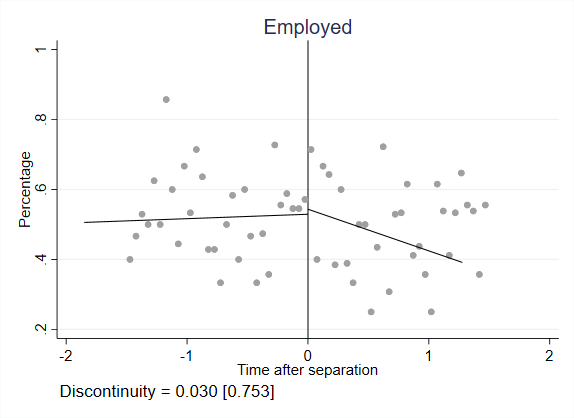 Employed
Percentage
1
.8
.6
.4
.2
-2 -1 0 1 2
Time after separation
Discontinuity = 0.030 [0.753]